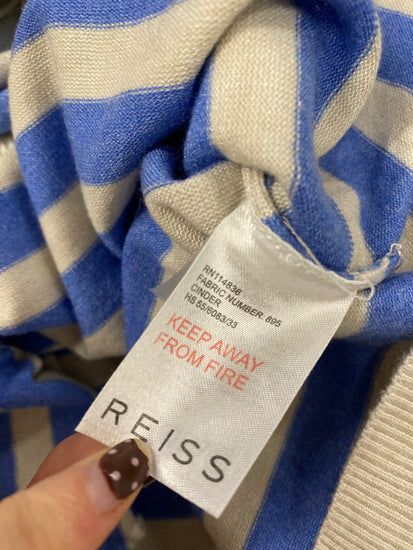 RN114836
FABRIC NUMBER: 895
CINDER
HS 55/6083/33
KEEP AWAY
FROM FIRE
REISS